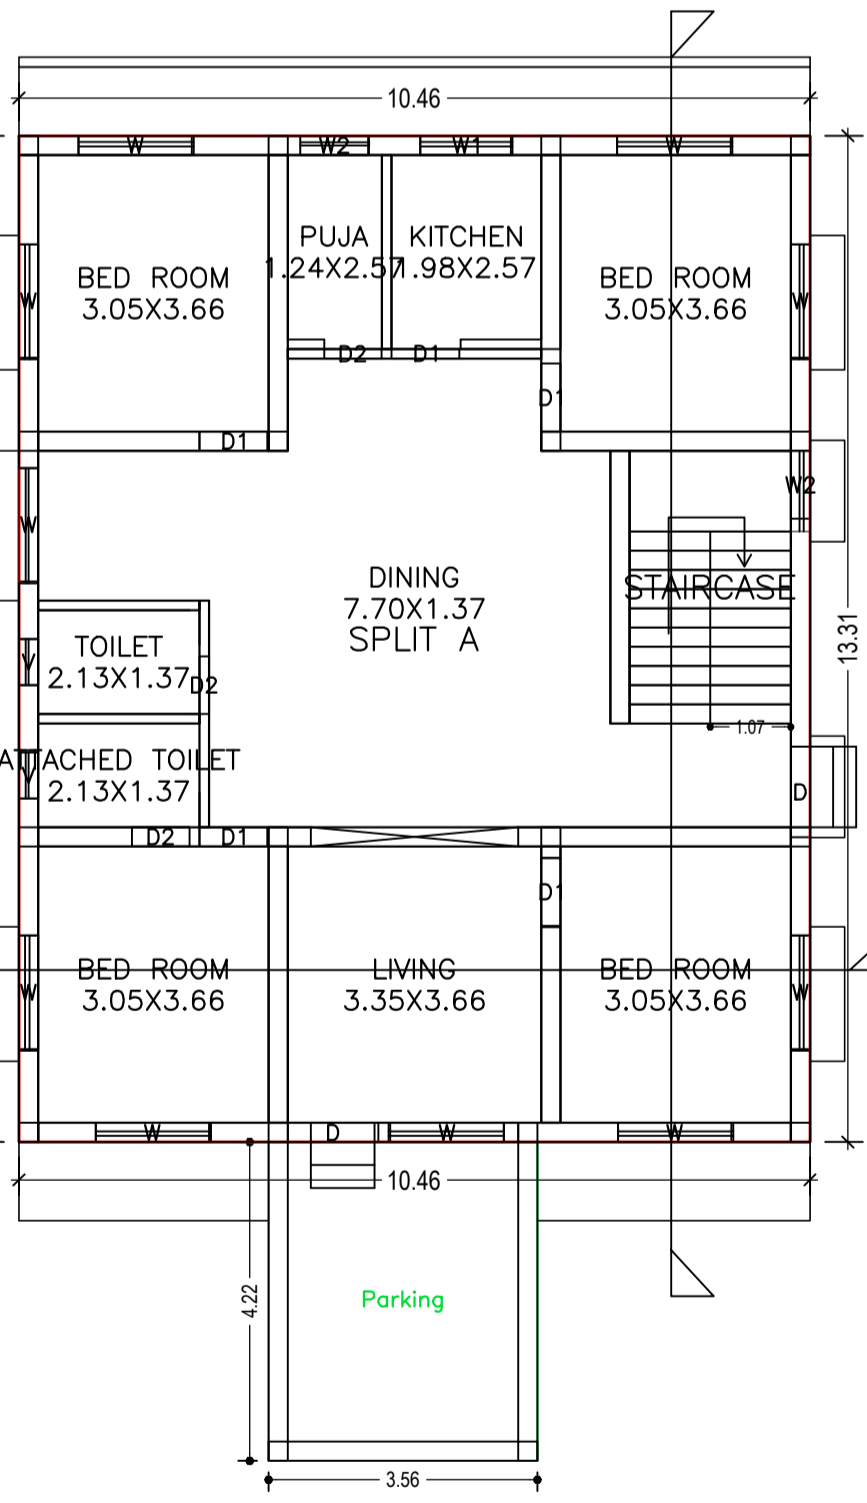 10.46
W
W2
W1
W
PUJA
1.24X2.57
KITCHEN
1.98X2.57
BED ROOM
3.05X3.66
BED ROOM
3.05X3.66
W
W
D2
D1
D1
D1
W
W2
DINING
7.70X1.37
SPLIT A
STAIRCASE
13.31
TOILET
2.13X1.37
D2
W
1.07
ATTACHED TOILET
2.13X1.37
W
D
D2
D1
D1
BED ROOM
3.05X3.66
LIVING
3.35X3.66
BED ROOM
3.05X3.66
W
W
W
D
W
W
10.46
4.22
Parking
3.56